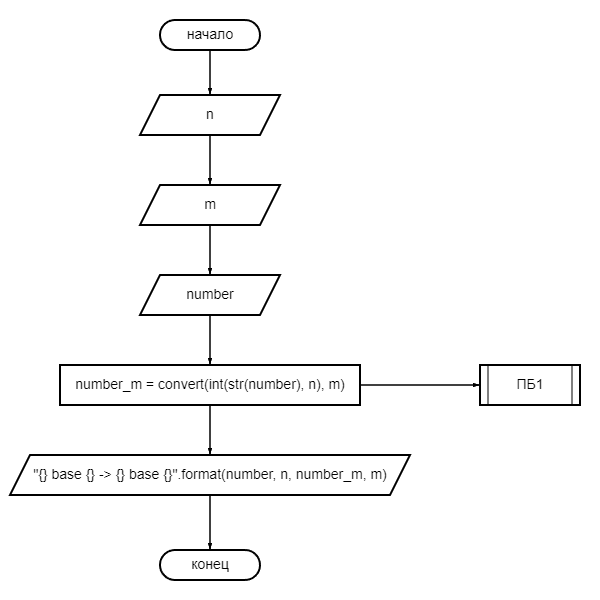 начало
n
m
number
number_m = convert(int(str(number), n), m)
ПБ1
"{} base {} -> {} base {}".format(number, n, number_m, m)
конец